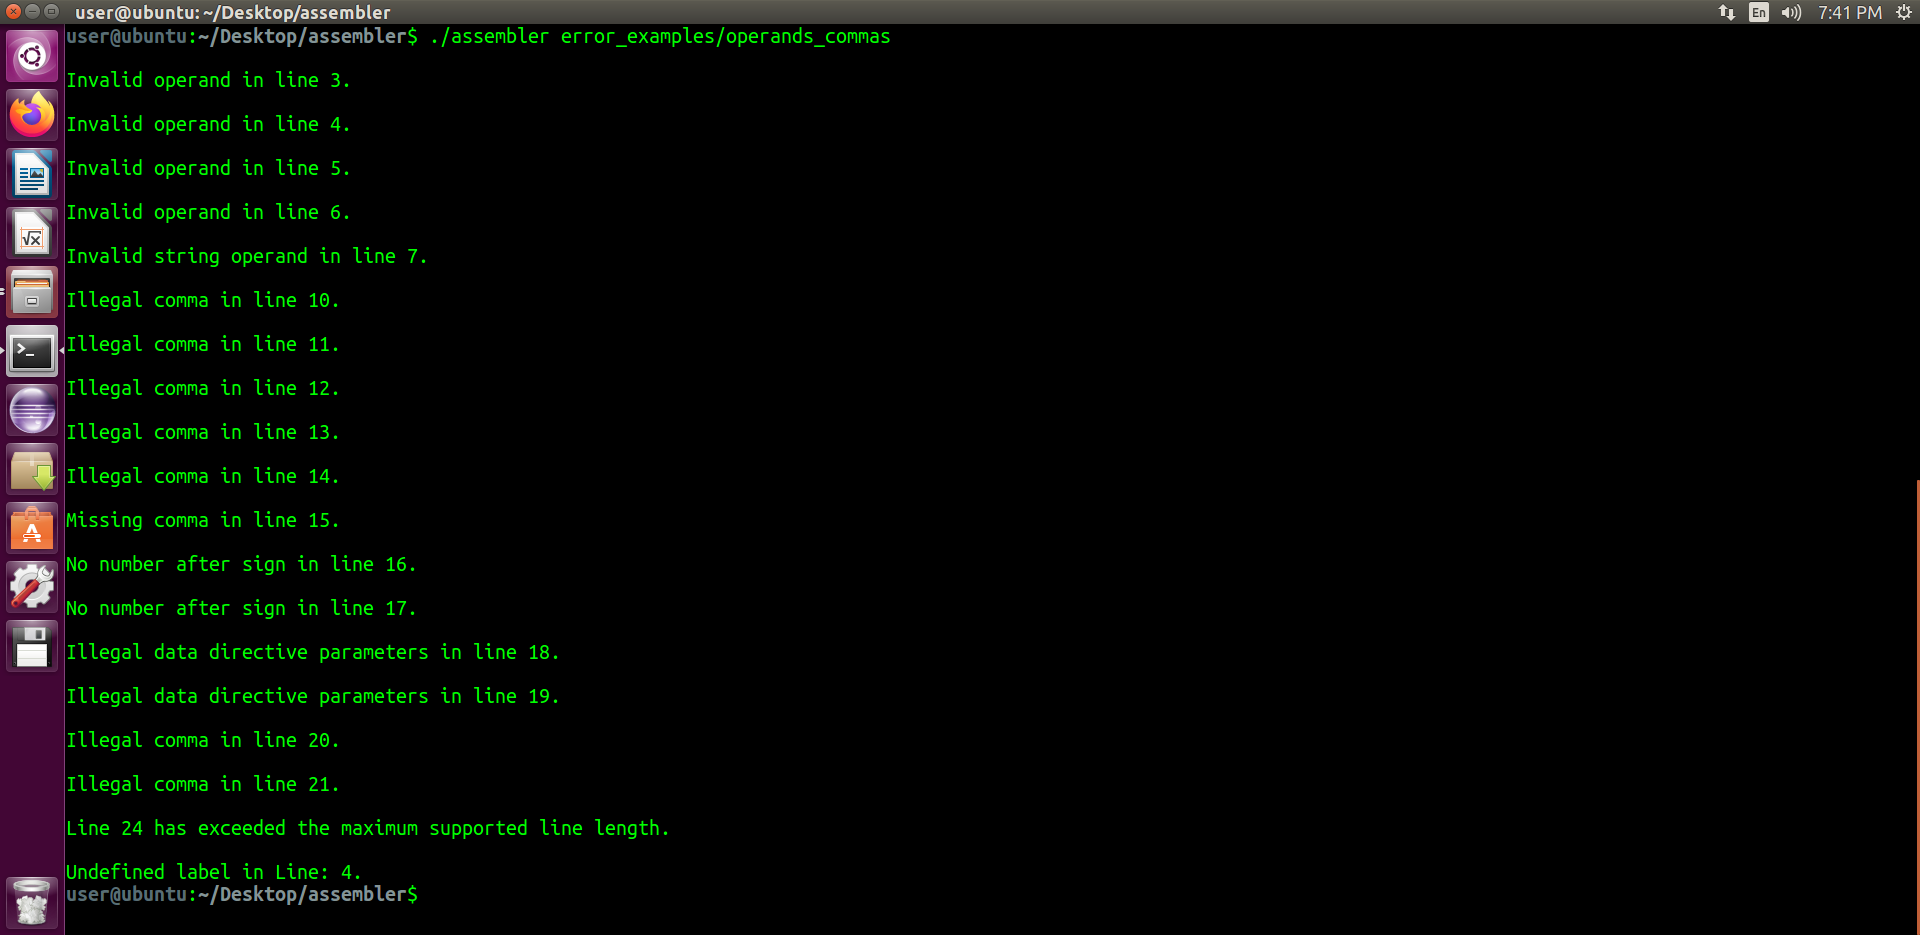 user@ubuntu: ~/Desktop/assembler
En
7:41 PM
user@ubuntu:~/Desktop/assembler$ ./assembler error_examples/operands_commas
Invalid operand in line 3.
Invalid operand in line 4.
Invalid operand in line 5.
Invalid operand in line 6.
Invalid string operand in line 7.
Illegal comma in line 10.
Illegal comma in line 11.
Illegal comma in line 12.
Illegal comma in line 13.
Illegal comma in line 14.
Missing comma in line 15.
No number after sign in line 16.
No number after sign in line 17.
Illegal data directive parameters in line 18.
Illegal data directive parameters in line 19.
Illegal comma in line 20.
Illegal comma in line 21.
Line 24 has exceeded the maximum supported line length.
Undefined label in Line: 4.
user@ubuntu:~/Desktop/assembler$